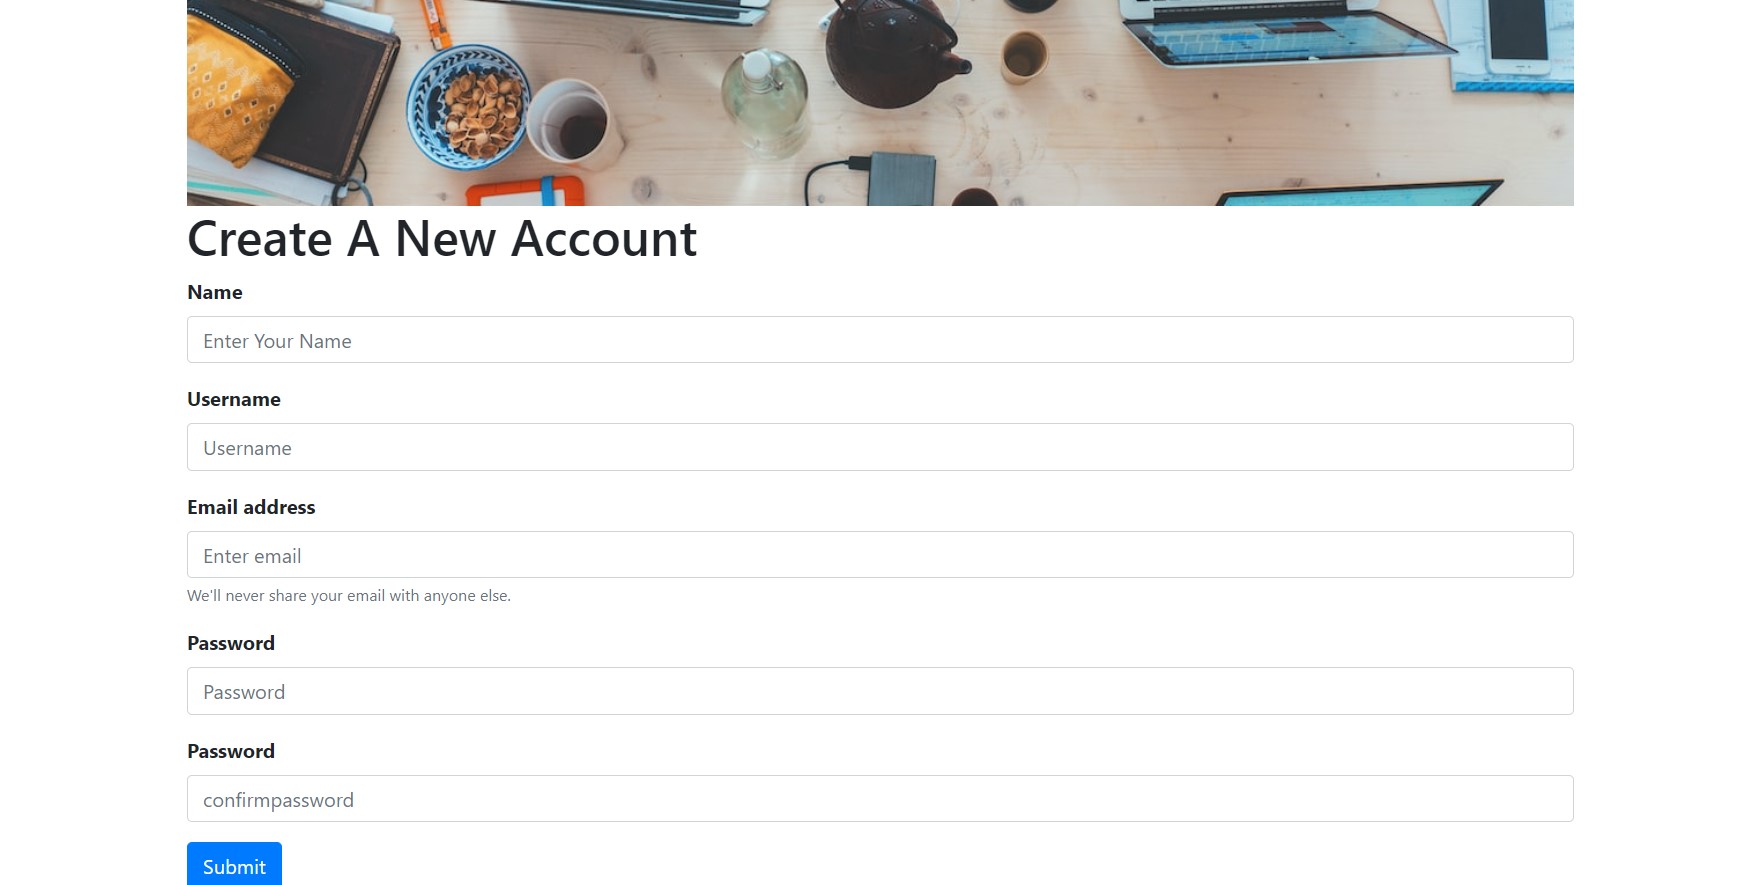 Create A New Account
Name
Enter Your Name
Username
Username
Email address
Enter email
We'll never share your email with anyone else.
Password
Password
Password
confirmpassword
Submit